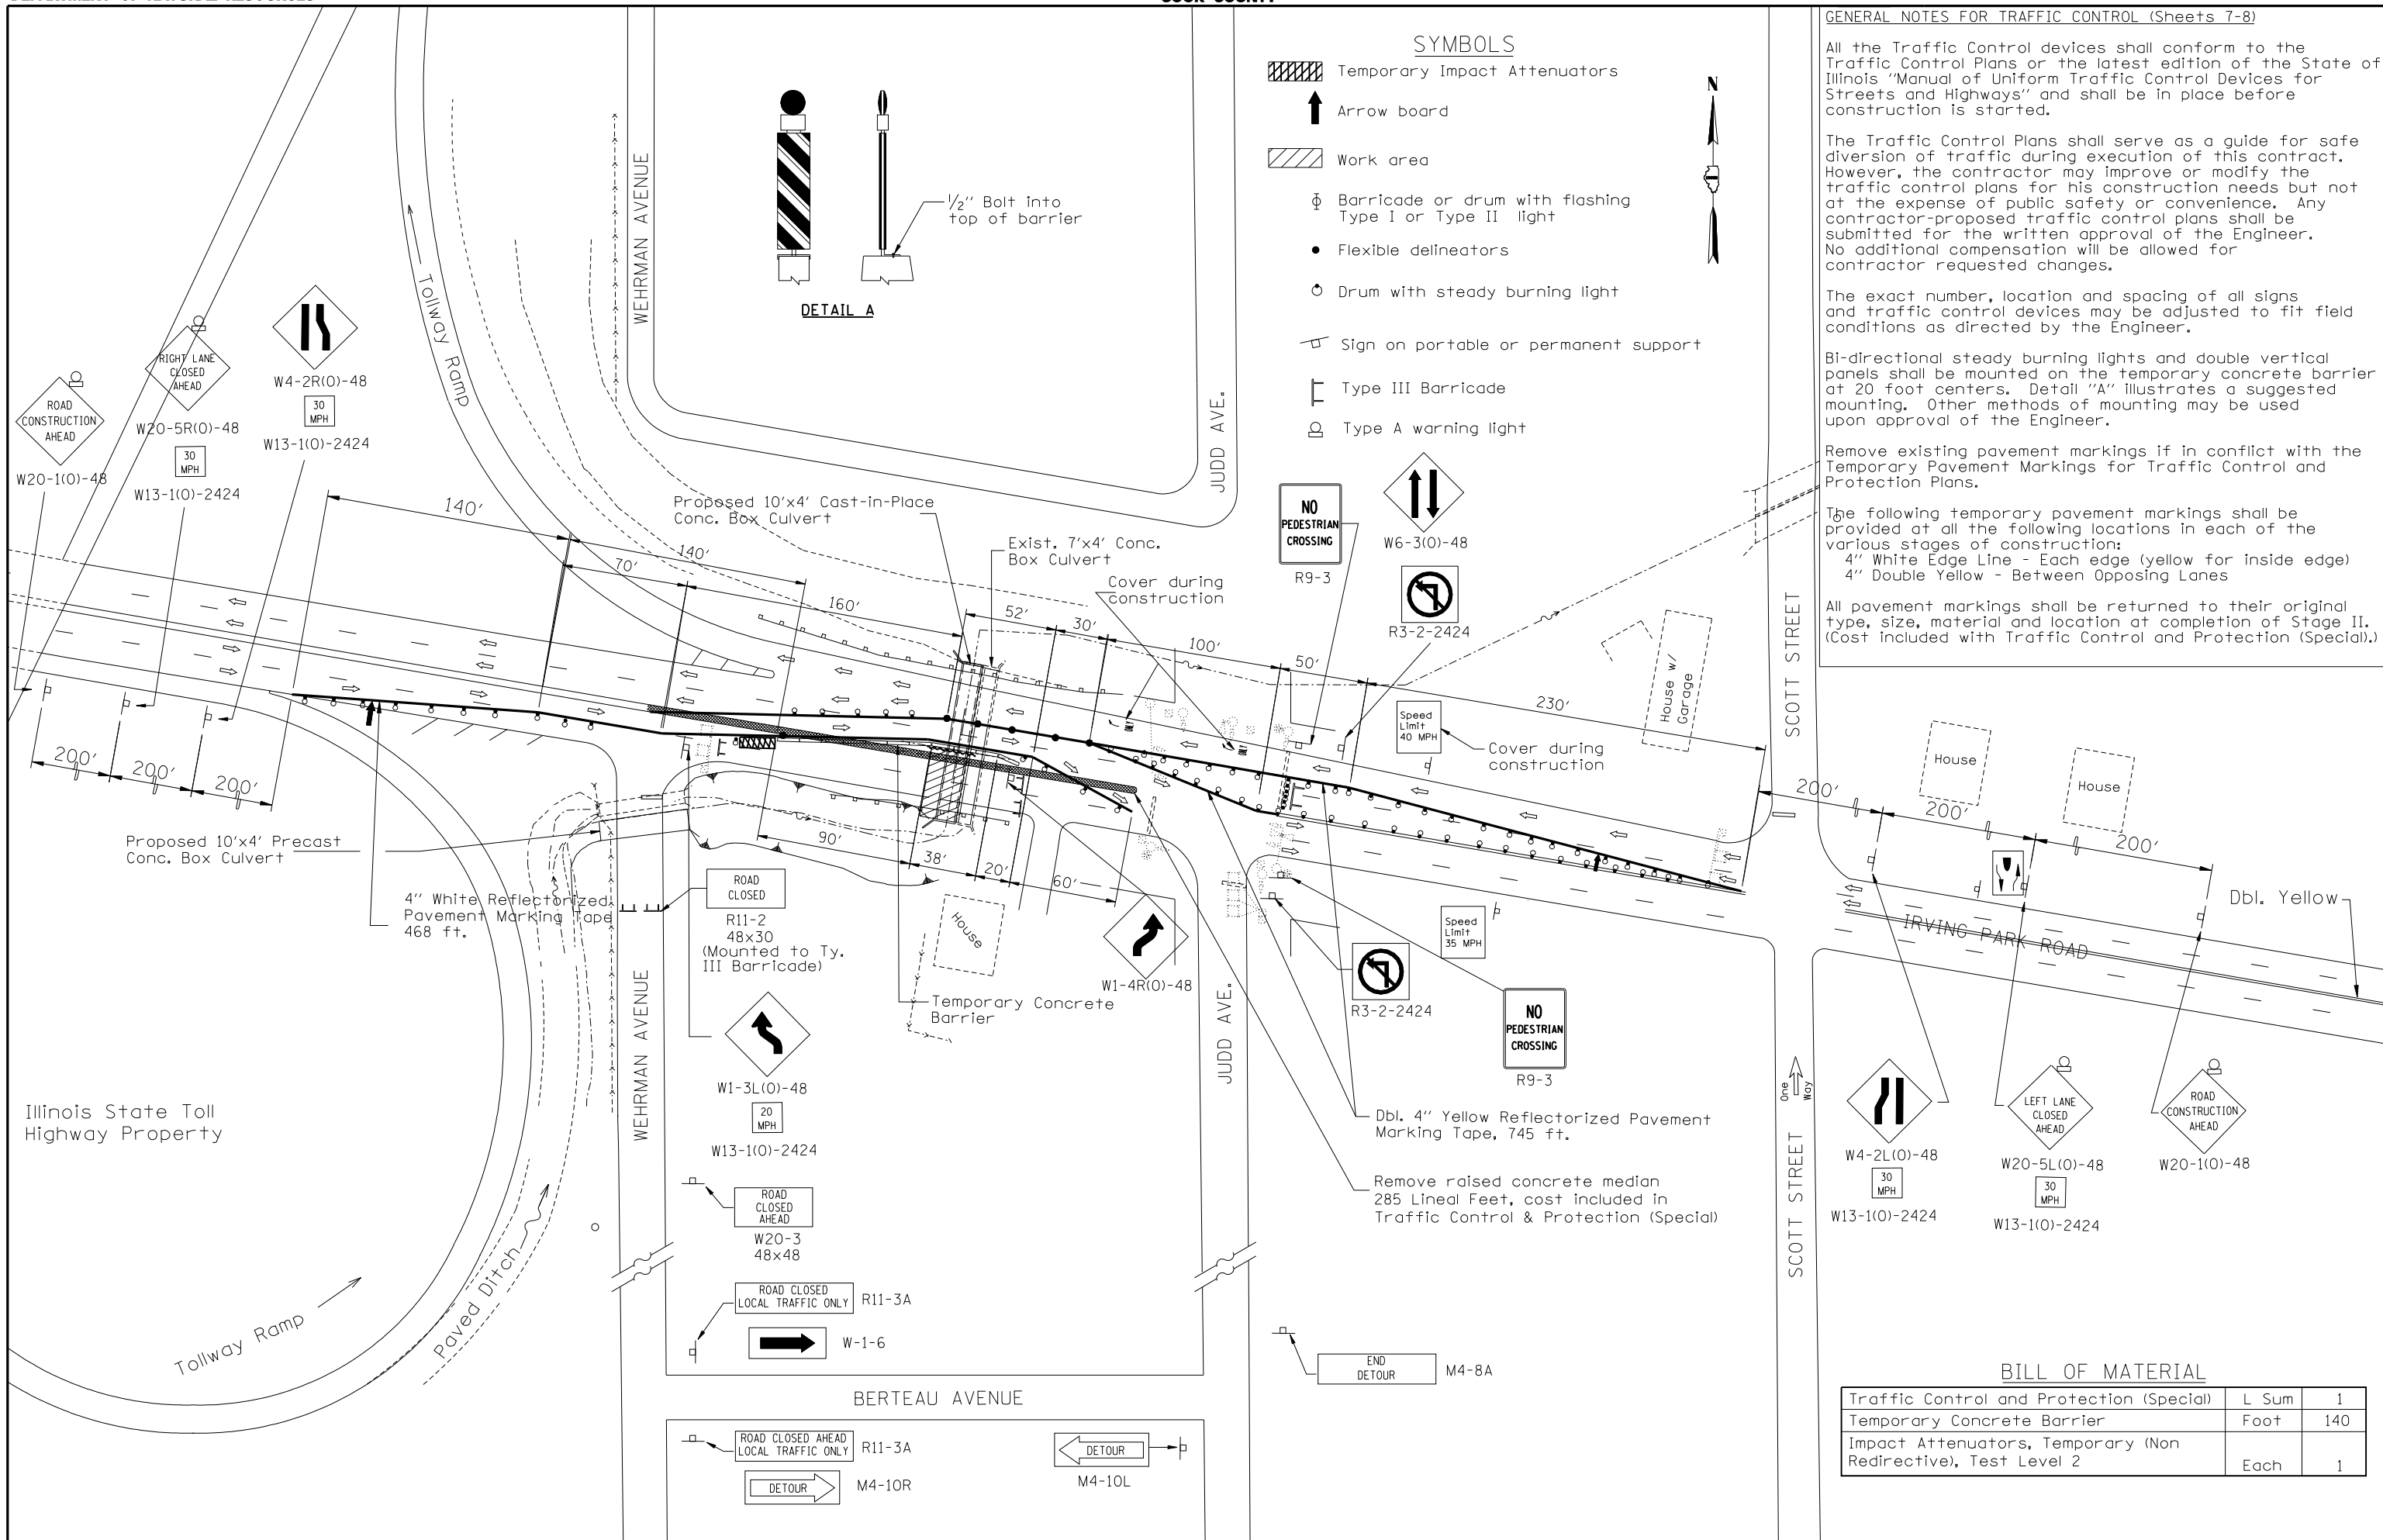 COOK COUNTY
GENERAL NOTES FOR TRAFFIC CONTROL (Sheets 7-8)
All the Traffic Control devices shall conform to the
Traffic Control Plans or the latest edition of the State of
Illinois "Manual of Uniform Traffic Control Devices for
Streets and Highways" and shall be in place before
construction is started.
The Traffic Control Plans shall serve as a guide for safe
diversion of traffic during execution of this contract.
However, the contractor may improve or modify the
traffic control plans for his construction needs but not
at the expense of public safety or convenience. Any
contractor-proposed traffic control plans shall be
submitted for the written approval of the Engineer.
No additional compensation will be allowed for
contractor requested changes.
The exact number, location and spacing of all signs
and traffic control devices may be adjusted to fit field
conditions as directed by the Engineer.
Bi-directional steady burning lights and double vertical
panels shall be mounted on the temporary concrete barrier
at 20 foot centers. Detail "A" illustrates a suggested
mounting. Other methods of mounting may be used
upon approval of the Engineer.
Remove existing pavement markings if in conflict with the
Temporary Pavement Markings for Traffic Control and
Protection Plans.
The following temporary pavement markings shall be
provided at all the following locations in each of the
various stages of construction:
4" White Edge Line - Each edge (yellow for inside edge)
4" Double Yellow - Between Opposing Lanes
All pavement markings shall be returned to their original
type, size, material and location at completion of Stage II.
(Cost included with Traffic Control and Protection (Special).)
SYMBOLS
Temporary Impact Attenuators
Arrow board
Work area
Barricade or drum with flashing
Type I or Type II light
Flexible delineators
Drum with steady burning light
Sign on portable or permanent support
Type III Barricade
Type A warning light
N
1/2" Bolt into
top of barrier
DETAIL A
WEHRMAN AVENUE
JUDD AVE.
SCOTT STREET
Tollway Ramp
ROAD
CONSTRUCTION
AHEAD
W20-1(O)-48
RIGHT LANE
CLOSED
AHEAD
W20-5R(O)-48
30
MPH
W13-1(O)-2424
W4-2R(O)-48
30
MPH
W13-1(O)-2424
140'
140'
70'
160'
52'
30'
100'
50'
230'
Proposed 10'x4' Cast-in-Place
Conc. Box Culvert
Exist. 7'x4' Conc.
Box Culvert
Cover during
construction
NO
PEDESTRIAN
CROSSING
R9-3
W6-3(O)-48
R3-2-2424
Speed
Limit
40 MPH
Cover during
construction
House w/
Garage
House
House
200'
200'
200'
200'
200'
200'
Proposed 10'x4' Precast
Conc. Box Culvert
4" White Reflectorized
Pavement Marking Tape
468 ft.
90'
38'
20'
60'
House
ROAD
CLOSED
R11-2
48x30
(Mounted to Ty.
III Barricade)
Temporary Concrete
Barrier
W1-4R(O)-48
W1-3L(O)-48
20
MPH
W13-1(O)-2424
Speed
Limit
35 MPH
R3-2-2424
NO
PEDESTRIAN
CROSSING
R9-3
Dbl. Yellow
IRVING PARK ROAD
Dbl. 4" Yellow Reflectorized Pavement
Marking Tape, 745 ft.
Remove raised concrete median
285 Lineal Feet, cost included in
Traffic Control & Protection (Special)
One
Way
W4-2L(O)-48
30
MPH
W13-1(O)-2424
LEFT LANE
CLOSED
AHEAD
W20-5L(O)-48
30
MPH
W13-1(O)-2424
ROAD
CONSTRUCTION
AHEAD
W20-1(O)-48
Illinois State Toll
Highway Property
Tollway Ramp
Paved Ditch
WEHRMAN AVENUE
JUDD AVE.
SCOTT STREET
ROAD
CLOSED
AHEAD
W20-3
48x48
ROAD CLOSED
LOCAL TRAFFIC ONLY
R11-3A
W-1-6
END
DETOUR
M4-8A
BERTEAU AVENUE
ROAD CLOSED AHEAD
LOCAL TRAFFIC ONLY
R11-3A
DETOUR
M4-10R
DETOUR
M4-10L
BILL OF MATERIAL
Traffic Control and Protection (Special) L Sum 1
Temporary Concrete Barrier Foot 140
Impact Attenuators, Temporary (Non
Redirective), Test Level 2 Each 1